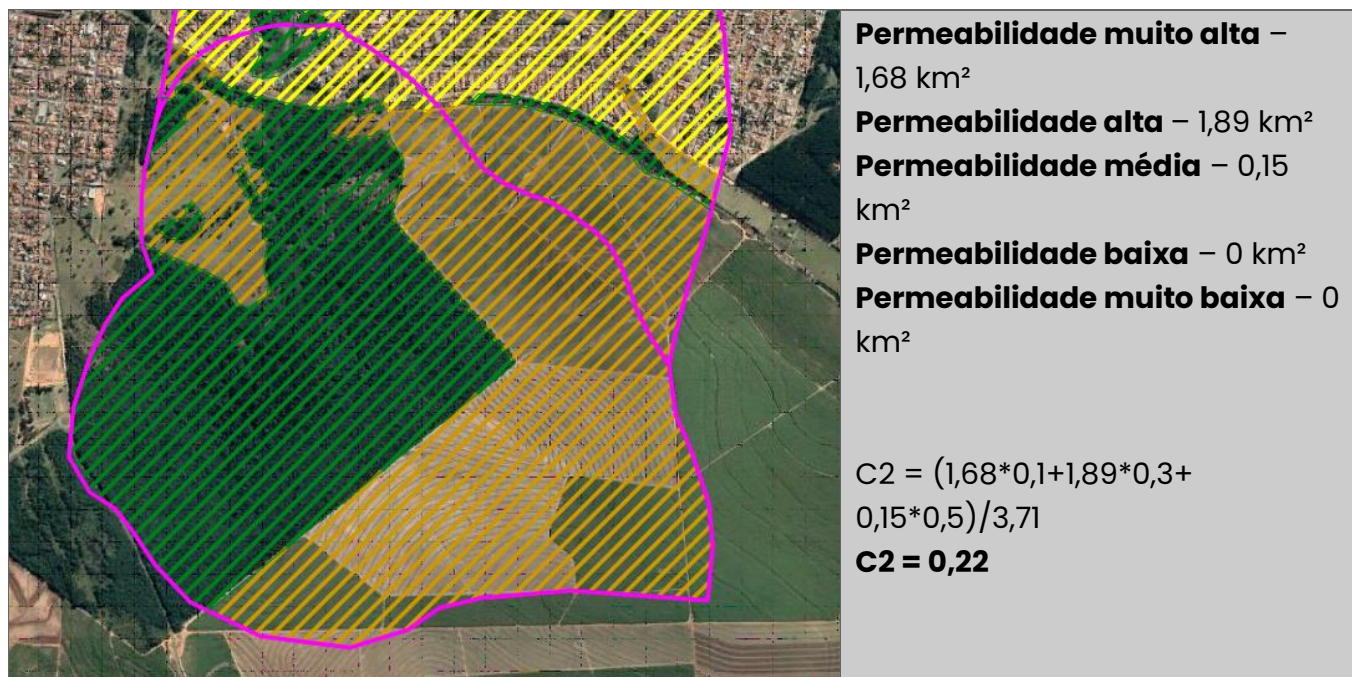 Permeabilidade muito alta –
1,68 km²
Permeabilidade alta – 1,89 km²
Permeabilidade média – 0,15
km²
Permeabilidade baixa – 0 km²
Permeabilidade muito baixa – 0
km²
C2 = (1,68*0,1+1,89*0,3+
0,15*0,5)/3,71
C2 = 0,22